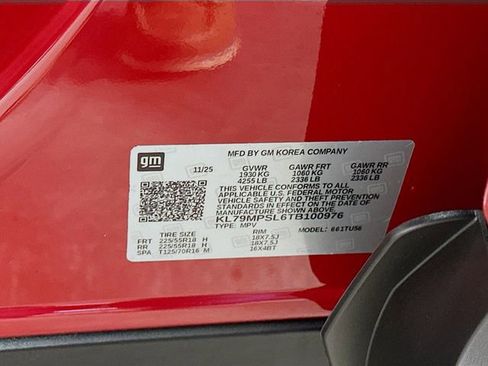 gm
MFD BY GM KOREA COMPANY
11/25 GVWR GAWR FRT GAWR RR
1930 KG 1060 KG 1060 KG
4255 LB 2336 LB 2336 LB
THIS VEHICLE CONFORMS TO ALL
APPLICABLE U.S. FEDERAL MOTOR
VEHICLE SAFETY AND THEFT
PREVENTION STANDARDS IN EFFECT ON
THE DATE OF MANUFACTURE SHOWN ABOVE.
KL79MPSL6TB100976
TYPE: MPV MODEL: 661TU56
TIRE SIZE RIM
FRT 225/55R18 H 18X7.5J
RR 225/55R18 H 18X7.5J
SPA T125/70R16 M 16X4BT